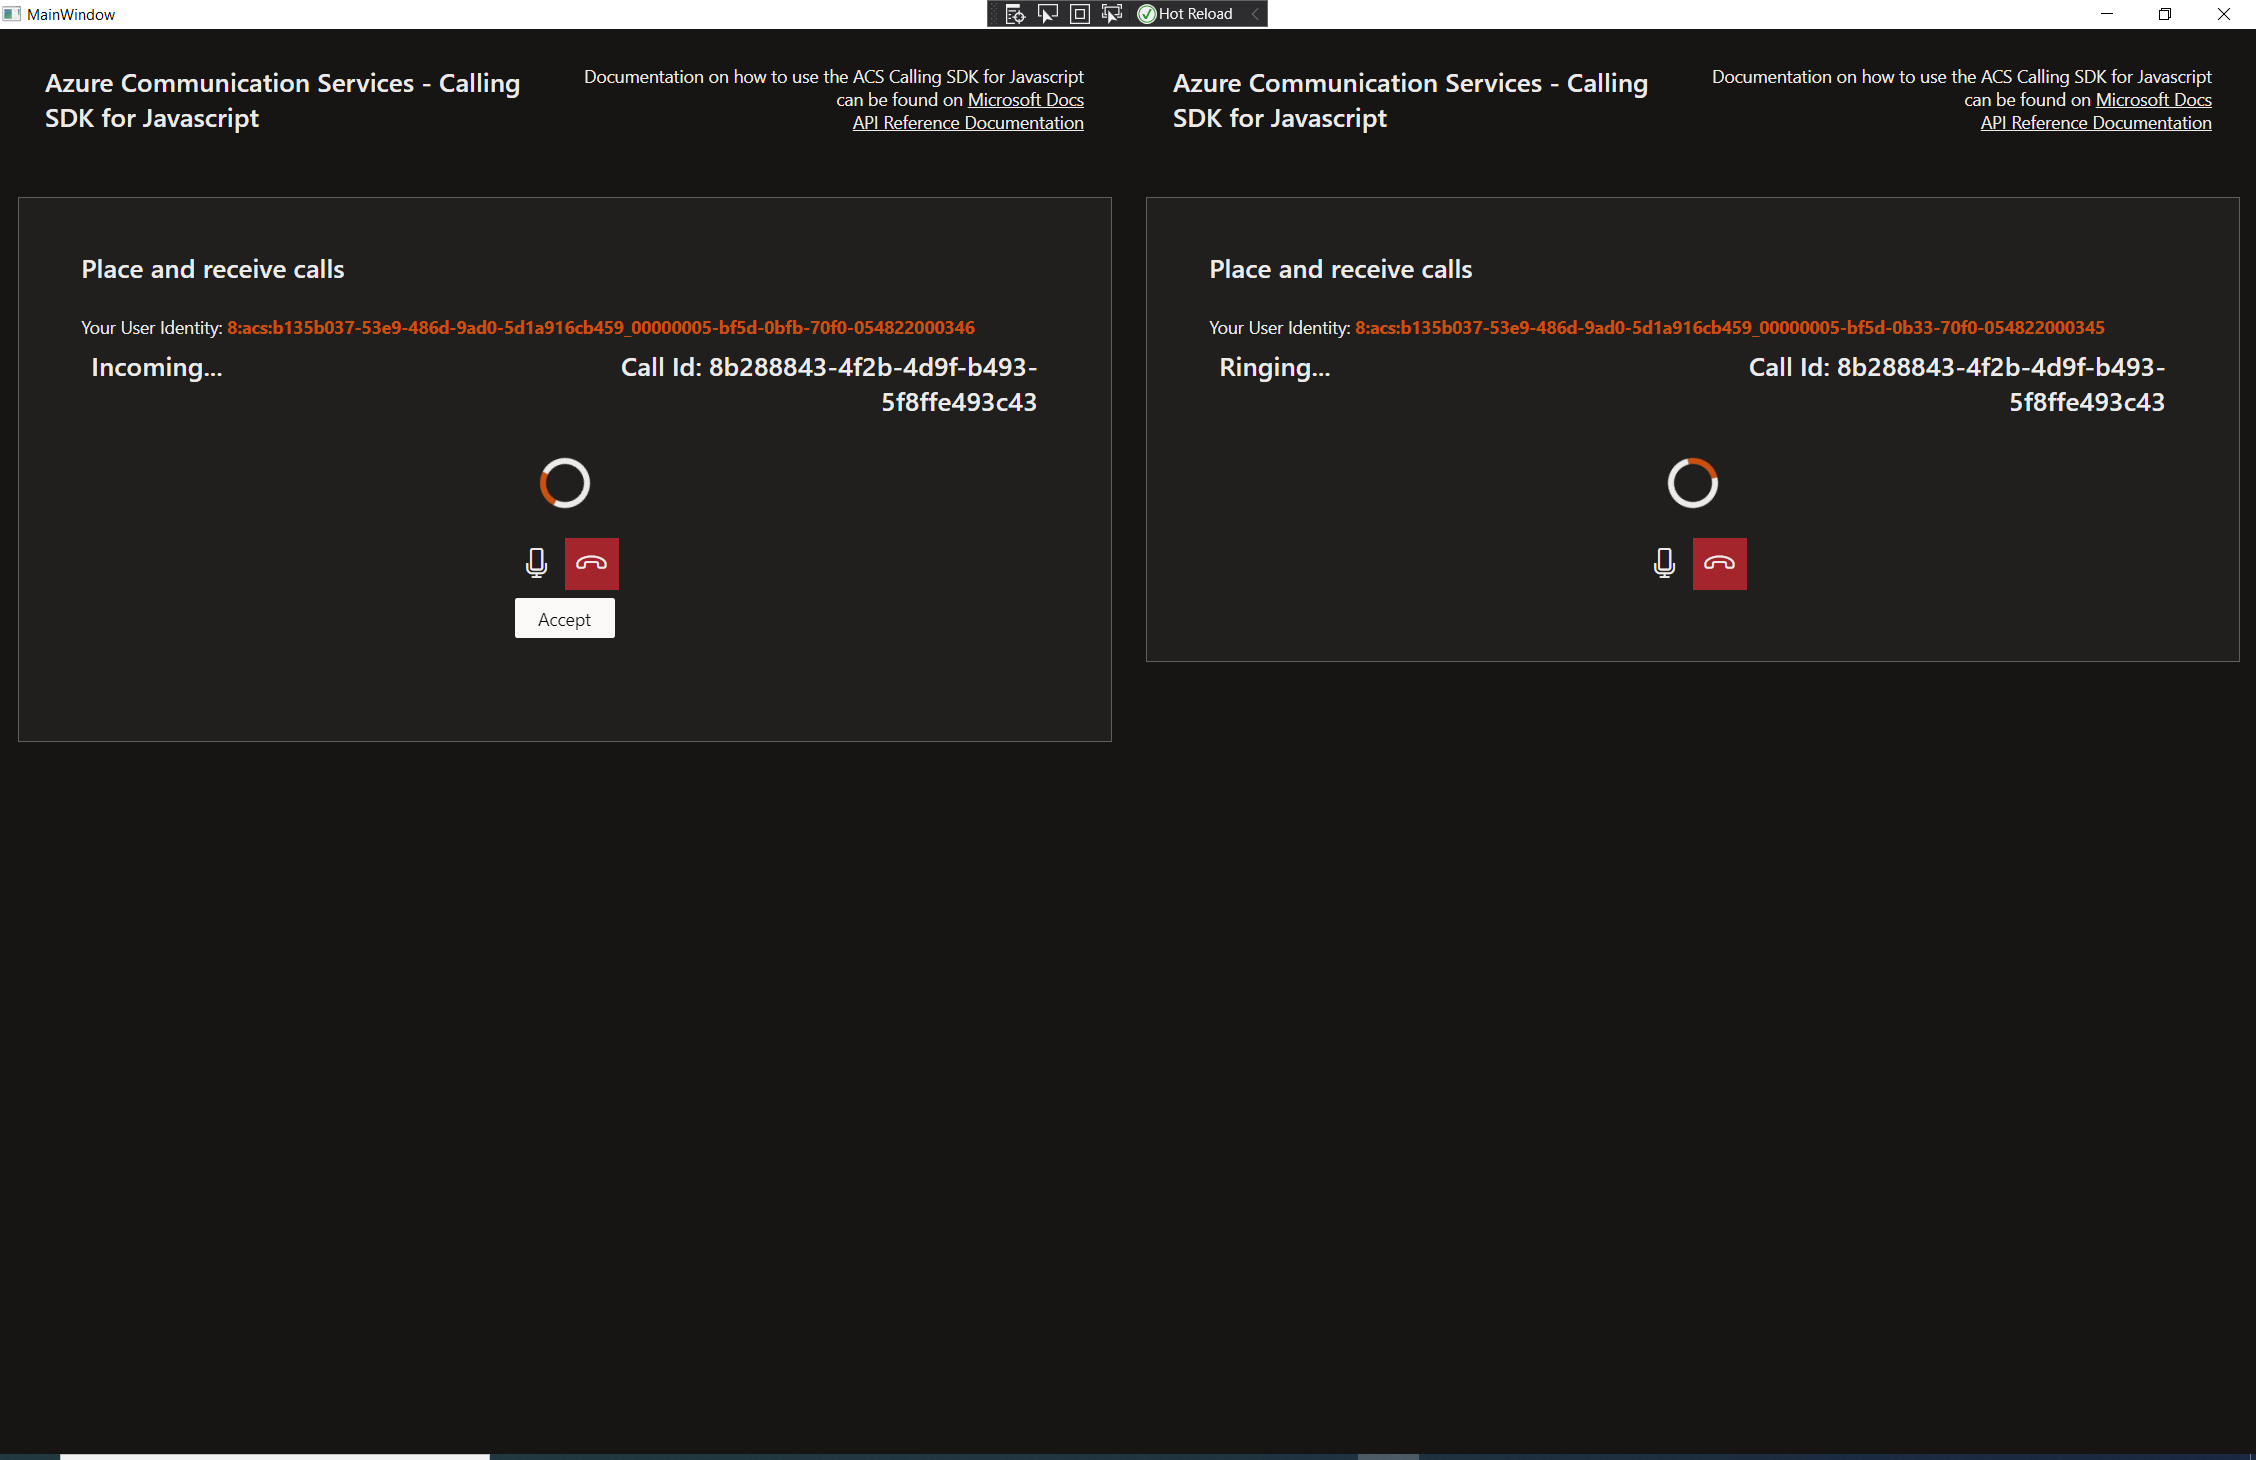 MainWindow
Hot Reload
Azure Communication Services - Calling
SDK for Javascript
Documentation on how to use the ACS Calling SDK for Javascript
can be found on Microsoft Docs
API Reference Documentation
Place and receive calls
Your User Identity: 8:acs:b135b037-53e9-486d-9ad0-5d1a916cb459_00000005-bf5d-0bfb-70f0-054822000346
Incoming...
Call Id: 8b288843-4f2b-4d9f-b493-
5f8ffe493c43
Accept
Azure Communication Services - Calling
SDK for Javascript
Documentation on how to use the ACS Calling SDK for Javascript
can be found on Microsoft Docs
API Reference Documentation
Place and receive calls
Your User Identity: 8:acs:b135b037-53e9-486d-9ad0-5d1a916cb459_00000005-bf5d-0b33-70f0-054822000345
Ringing...
Call Id: 8b288843-4f2b-4d9f-b493-
5f8ffe493c43